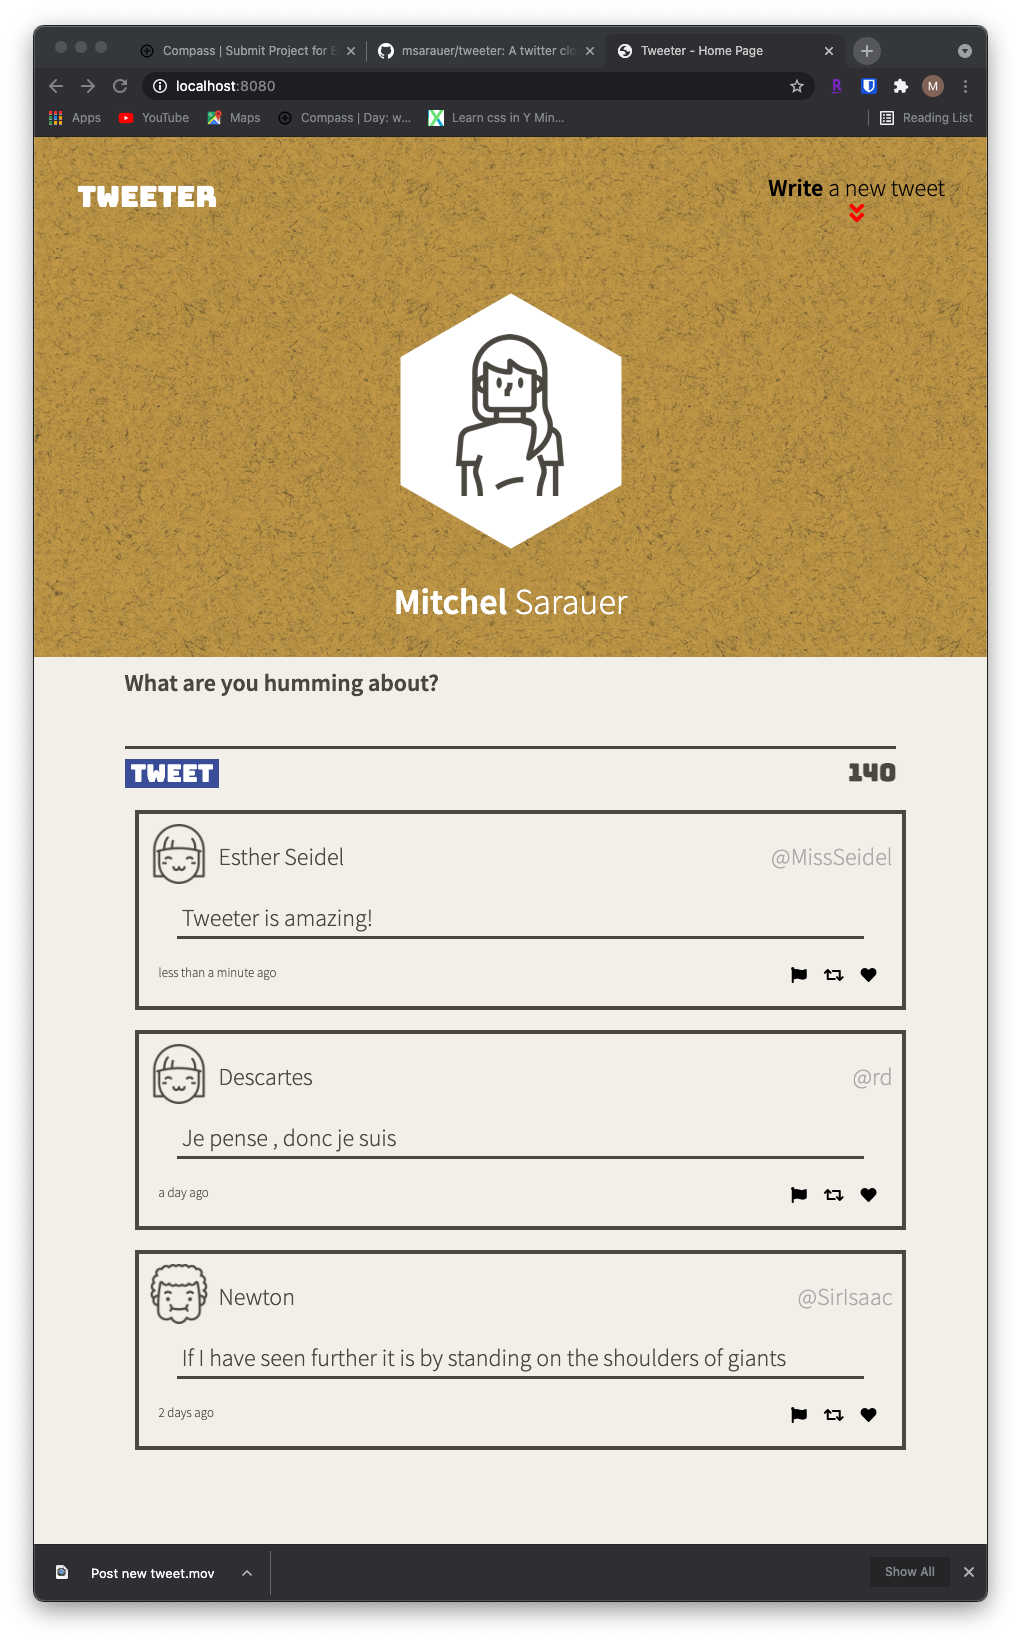 Compass | Submit Project for E
msarauer/tweeter: A twitter clo
Tweeter - Home Page
localhost:8080
R
M
Apps
YouTube
Maps
Compass | Day: w...
Learn css in Y Min...
Reading List
TWEETER
Write a new tweet
Mitchel Sarauer
What are you humming about?
TWEET
140
Esther Seidel
@MissSeidel
Tweeter is amazing!
less than a minute ago
Descartes
@rd
Je pense , donc je suis
a day ago
Newton
@SirIsaac
If I have seen further it is by standing on the shoulders of giants
2 days ago
Post new tweet.mov
Show All